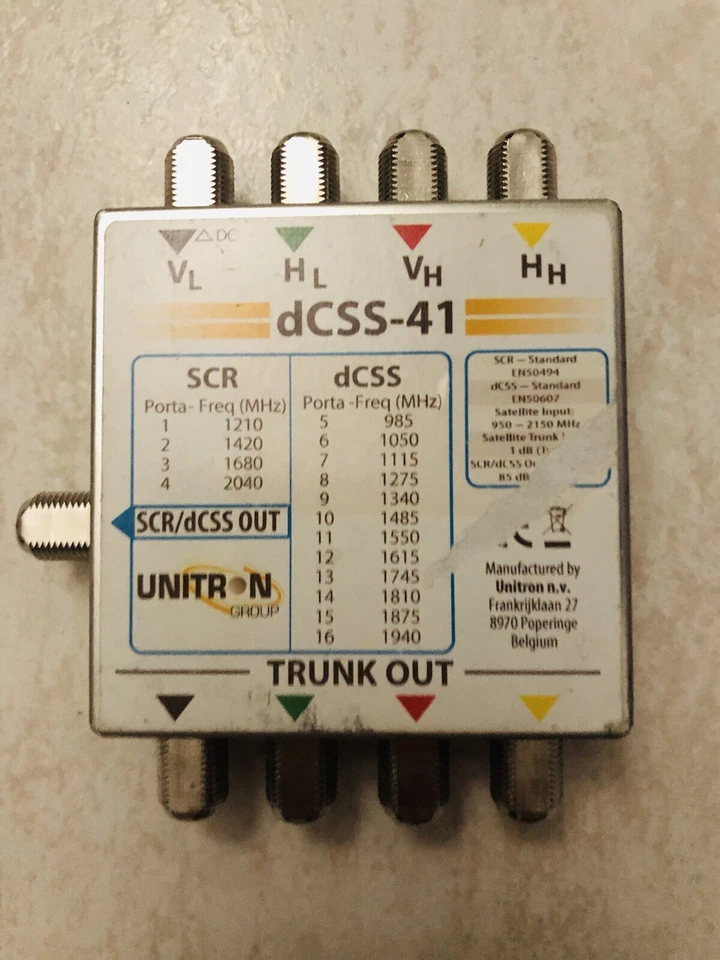 △ DC
VL HL VH HH
dCSS-41
SCR
Porta- Freq (MHz)
1 1210
2 1420
3 1680
4 2040
SCR/dCSS OUT
UNITRON
GROUP
dCSS
Porta -Freq (MHz)
5 985
6 1050
7 1115
8 1275
9 1340
10 1485
11 1550
12 1615
13 1745
14 1810
15 1875
16 1940
SCR – Standard
EN50494
dCSS – Standard
EN50607
Satellite Input:
950 – 2150 MHz
Satellite Trunk
1 dB
SCR/dCSS
85 dB
Manufactured by
Unitron n.v.
Frankrijklaan 27
8970 Poperinge
Belgium
TRUNK OUT